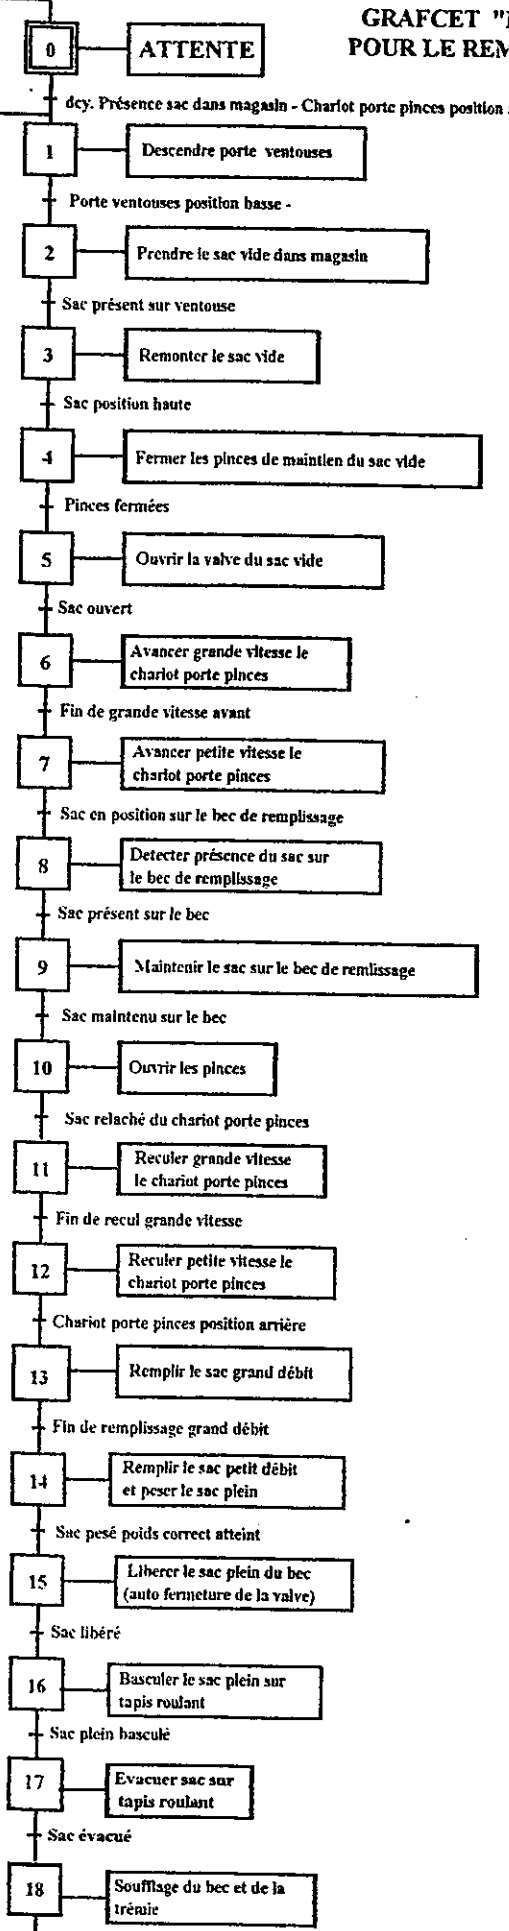 GRAFCET
POUR LE
0
ATTENTE
dcy. Présence sac dans magasin - Chariot porte pinces position
1
Descendre porte ventouses
Porte ventouses position basse -
2
Prendre le sac vide dans magasin
Sac présent sur ventouse
3
Remonter le sac vide
Sac position haute
4
Fermer les pinces de maintien du sac vide
Pinces fermées
5
Ouvrir la valve du sac vide
Sac ouvert
6
Avancer grande vitesse le
chariot porte pinces
Fin de grande vitesse avant
7
Avancer petite vitesse le
chariot porte pinces
Sac en position sur le bec de remplissage
8
Detecter présence du sac sur
le bec de remplissage
Sac présent sur le bec
9
Maintenir le sac sur le bec de remlissage
Sac maintenu sur le bec
10
Ouvrir les pinces
Sac relaché du chariot porte pinces
11
Reculer grande vitesse
le chariot porte pinces
Fin de recul grande vitesse
12
Reculer petite vitesse le
chariot porte pinces
Chariot porte pinces position arrière
13
Remplir le sac grand débit
Fin de remplissage grand débit
14
Remplir le sac petit débit
et peser le sac plein
Sac pesé poids correct atteint
15
Liberer le sac plein du bec
(auto fermeture de la valve)
Sac libéré
16
Basculer le sac plein sur
tapis roulant
Sac plein basculé
17
Evacuer sac sur
tapis roulant
Sac évacué
18
Soufflage du bec et de la
trémie